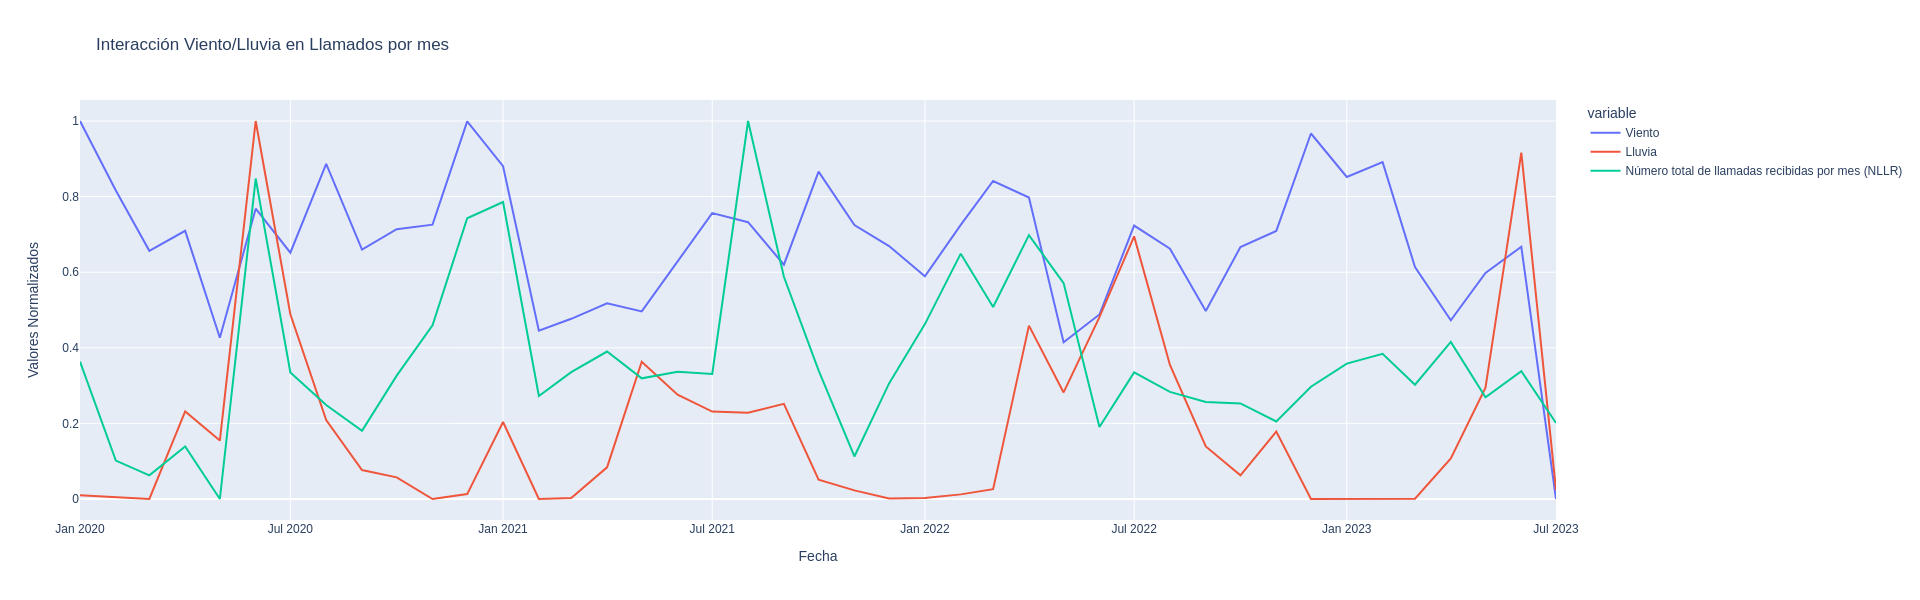 Interacción Viento/Lluvia en Llamados por mes
variable
Viento
Lluvia
Número total de llamadas recibidas por mes (NLLR)
Valores Normalizados
1
0.8
0.6
0.4
0.2
0
Jan 2020 Jul 2020 Jan 2021 Jul 2021 Jan 2022 Jul 2022 Jan 2023 Jul 2023
Fecha